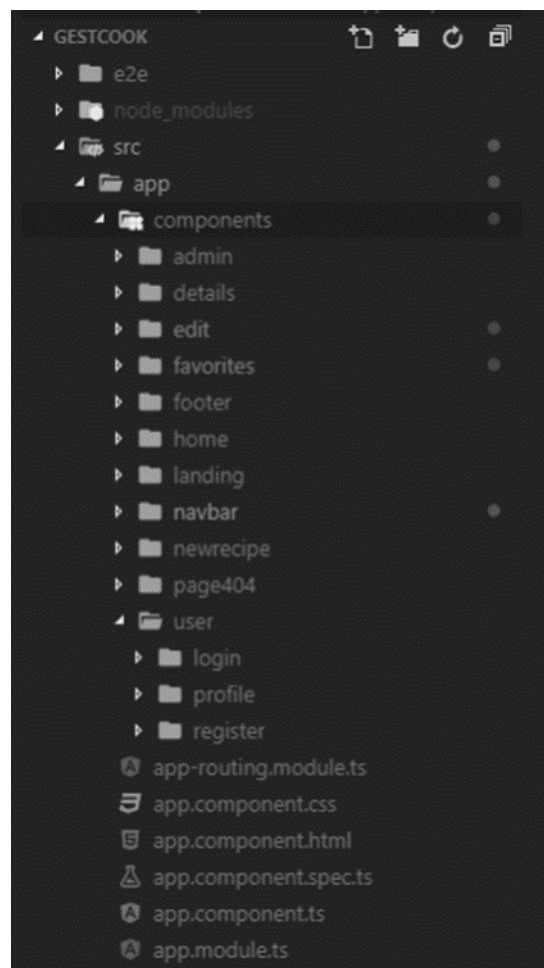 GESTCOOK
e2e
node_modules
src
app
components
admin
details
edit
favorites
footer
home
landing
navbar
newrecipe
page404
user
login
profile
register
app-routing.module.ts
app.component.css
app.component.html
app.component.spec.ts
app.component.ts
app.module.ts